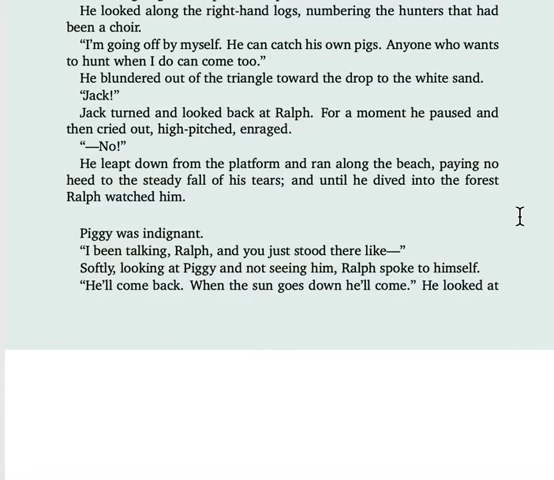 He looked along the right-hand logs, numbering the hunters that had
been a choir.
“I’m going off by myself. He can catch his own pigs. Anyone who wants
to hunt when I do can come too.”
He blundered out of the triangle toward the drop to the white sand.
“Jack!”
Jack turned and looked back at Ralph. For a moment he paused and
then cried out, high-pitched, enraged.
“—No!”
He leapt down from the platform and ran along the beach, paying no
heed to the steady fall of his tears; and until he dived into the forest
Ralph watched him.
Piggy was indignant.
“I been talking, Ralph, and you just stood there like—”
Softly, looking at Piggy and not seeing him, Ralph spoke to himself.
“He’ll come back. When the sun goes down he’ll come.” He looked at